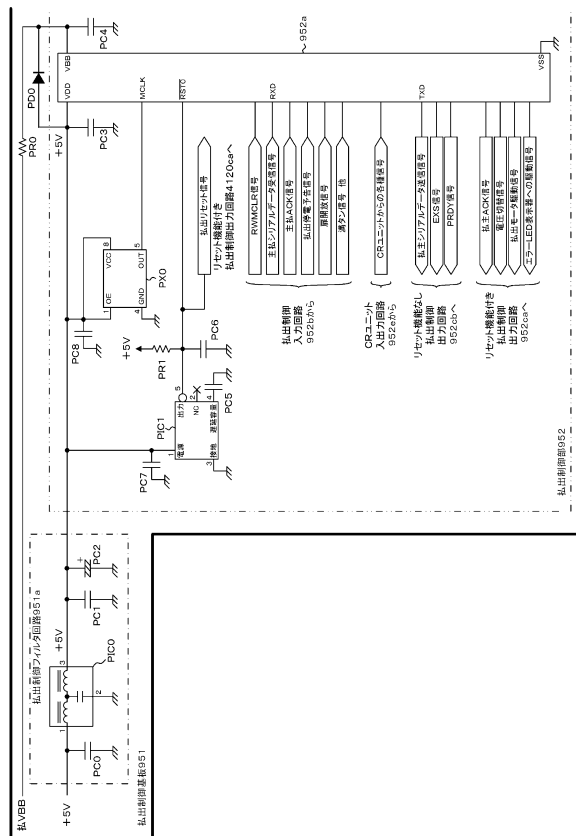 払VBB
+5V
払出制御基板951
払出制御フィルタ回路951a
PC0
1
2
3
PIC0
+5V
PC1
+
PC2
PR0
PD0
+5V
PC3
PC4
VDD
VBB
MCLK
RST0
RXD
TXD
VSS
952a
PC8
1
OE
VCC
8
4
GND
OUT
5
PX0
PC7
PIC1
1
電源
出力
5
NC
2
3
接地
遅延容量
4
PC5
+5V
PR1
PC6
払出リセット信号
リセット機能付き
払出制御出力回路4120caへ
RWMCLR信号
主払シリアルデータ受信信号
主払ACK信号
払出停電予告信号
扉開放信号
満タン信号 他
払出制御
入力回路
952bから
CRユニットからの各種信号
CRユニット
入出力回路
952eから
払主シリアルデータ送信信号
EXS信号
PRDY信号
リセット機能なし
払出制御
出力回路
952cbへ
払主ACK信号
電圧切替信号
払出モータ駆動信号
エラーLED表示器への駆動信号
リセット機能付き
払出制御
出力回路
952caへ
払出制御部952